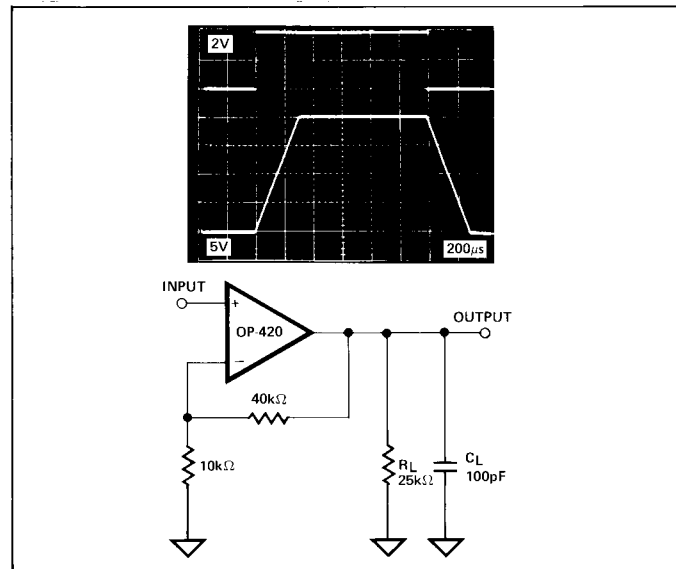 2V
5V
200μs
INPUT
+
OP-420
−
OUTPUT
40kΩ
10kΩ
RL
25kΩ
CL
100pF